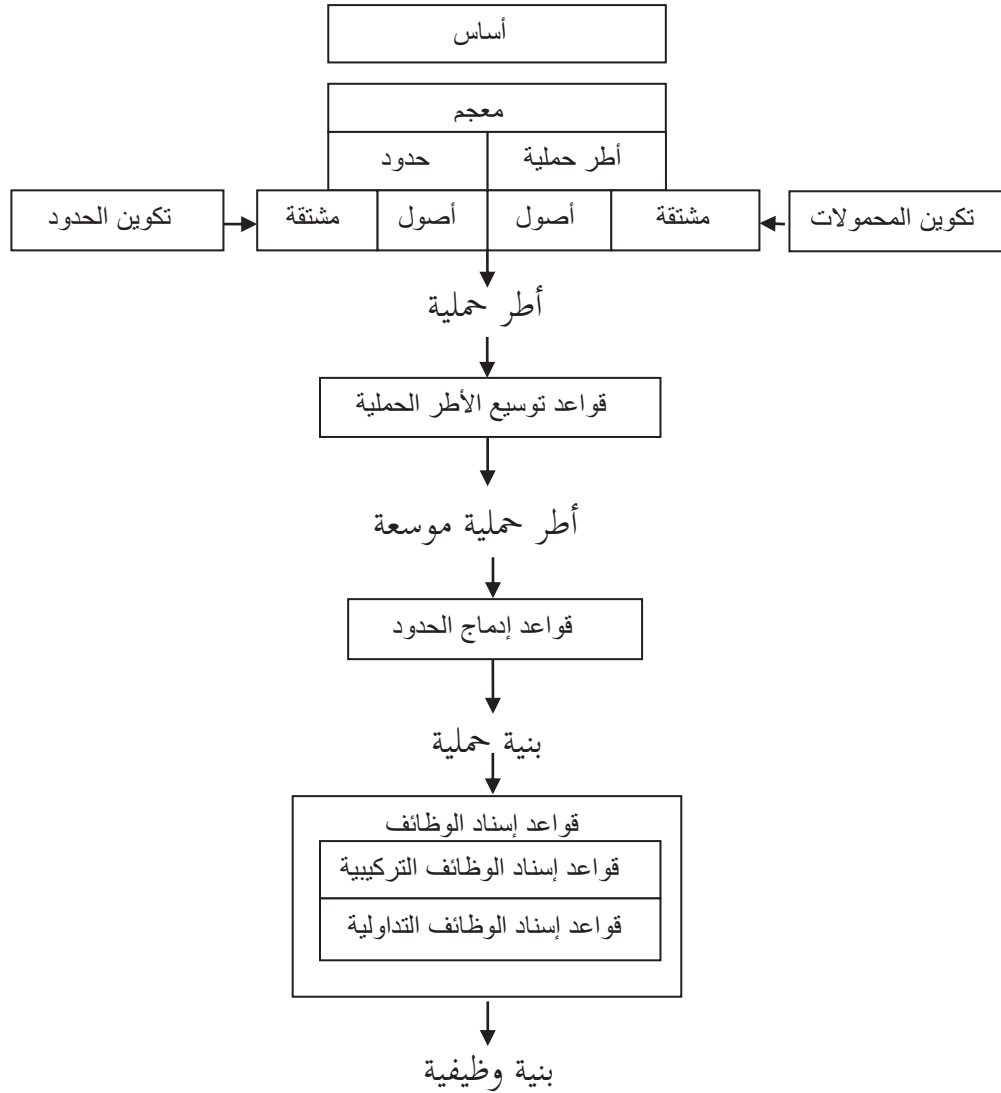 أساس
معجم
أطر حملية
حدود
تكوين المحمولات
مشتقة
أصول
أصول
مشتقة
تكوين الحدود
أطر حملية
قواعد توسيع الأطر الحملية
أطر حملية موسعة
قواعد إدماج الحدود
بنية حملية
قواعد إسناد الوظائف
قواعد إسناد الوظائف التركيبية
قواعد إسناد الوظائف التداولية
بنية وظيفية